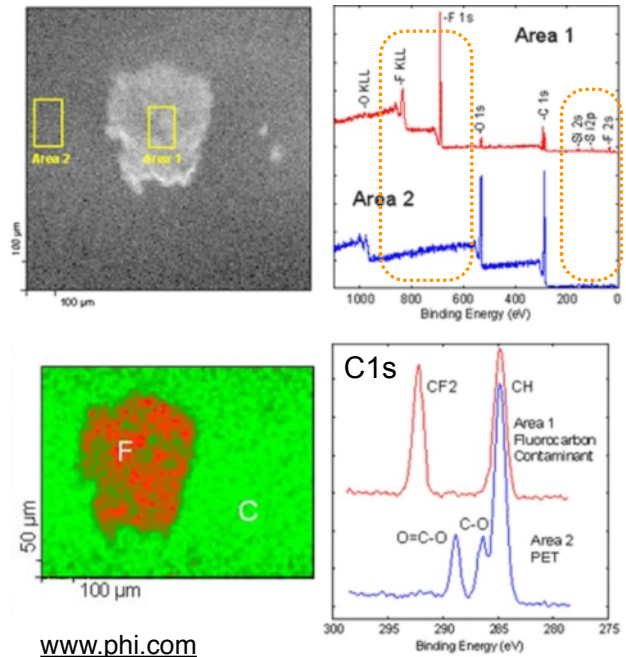 Area 2
Area 1
100 µm
100 µm
-O KLL
-F KLL
-F 1s
-O 1s
-C 1s
-Si 2s
-Si2p
-F 2s
Area 1
Area 2
1000
800
600
400
200
0
Binding Energy (eV)
F
C
50 µm
100 µm
C1s
CF2
CH
Area 1
Fluorocarbon
Contaminant
O=C-O
C-O
Area 2
PET
300
295
290
285
280
275
Binding Energy (eV)
www.phi.com